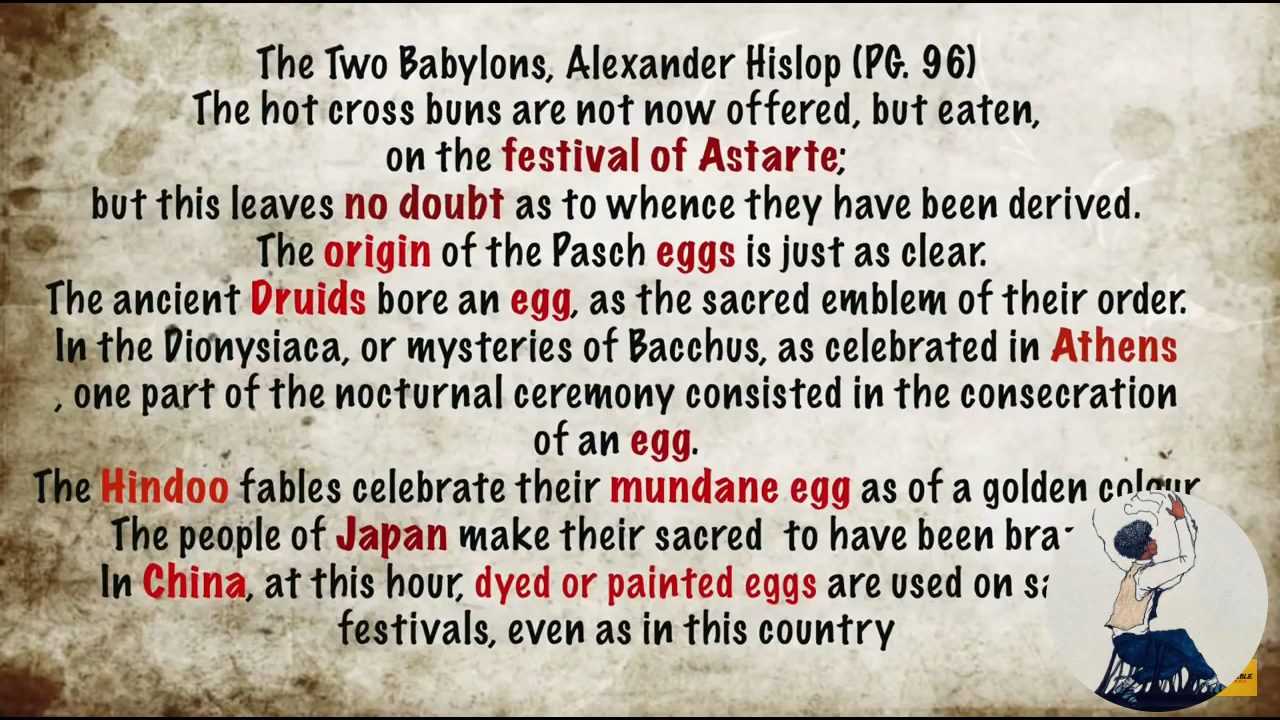 The Two Babylons, Alexander Hislop (PG. 96)
The hot cross buns are not now offered, but eaten,
on the festival of Astarte;
but this leaves no doubt as to whence they have been derived.
The origin of the Pasch eggs is just as clear.
The ancient Druids bore an egg, as the sacred emblem of their order.
In the Dionysiaca, or mysteries of Bacchus, as celebrated in Athens
, one part of the nocturnal ceremony consisted in the consecration
of an egg.
The Hindoo fables celebrate their mundane egg as of a golden colour
The people of Japan make their sacred to have been
In China, at this hour, dyed or painted eggs are used on
festivals, even as in this country